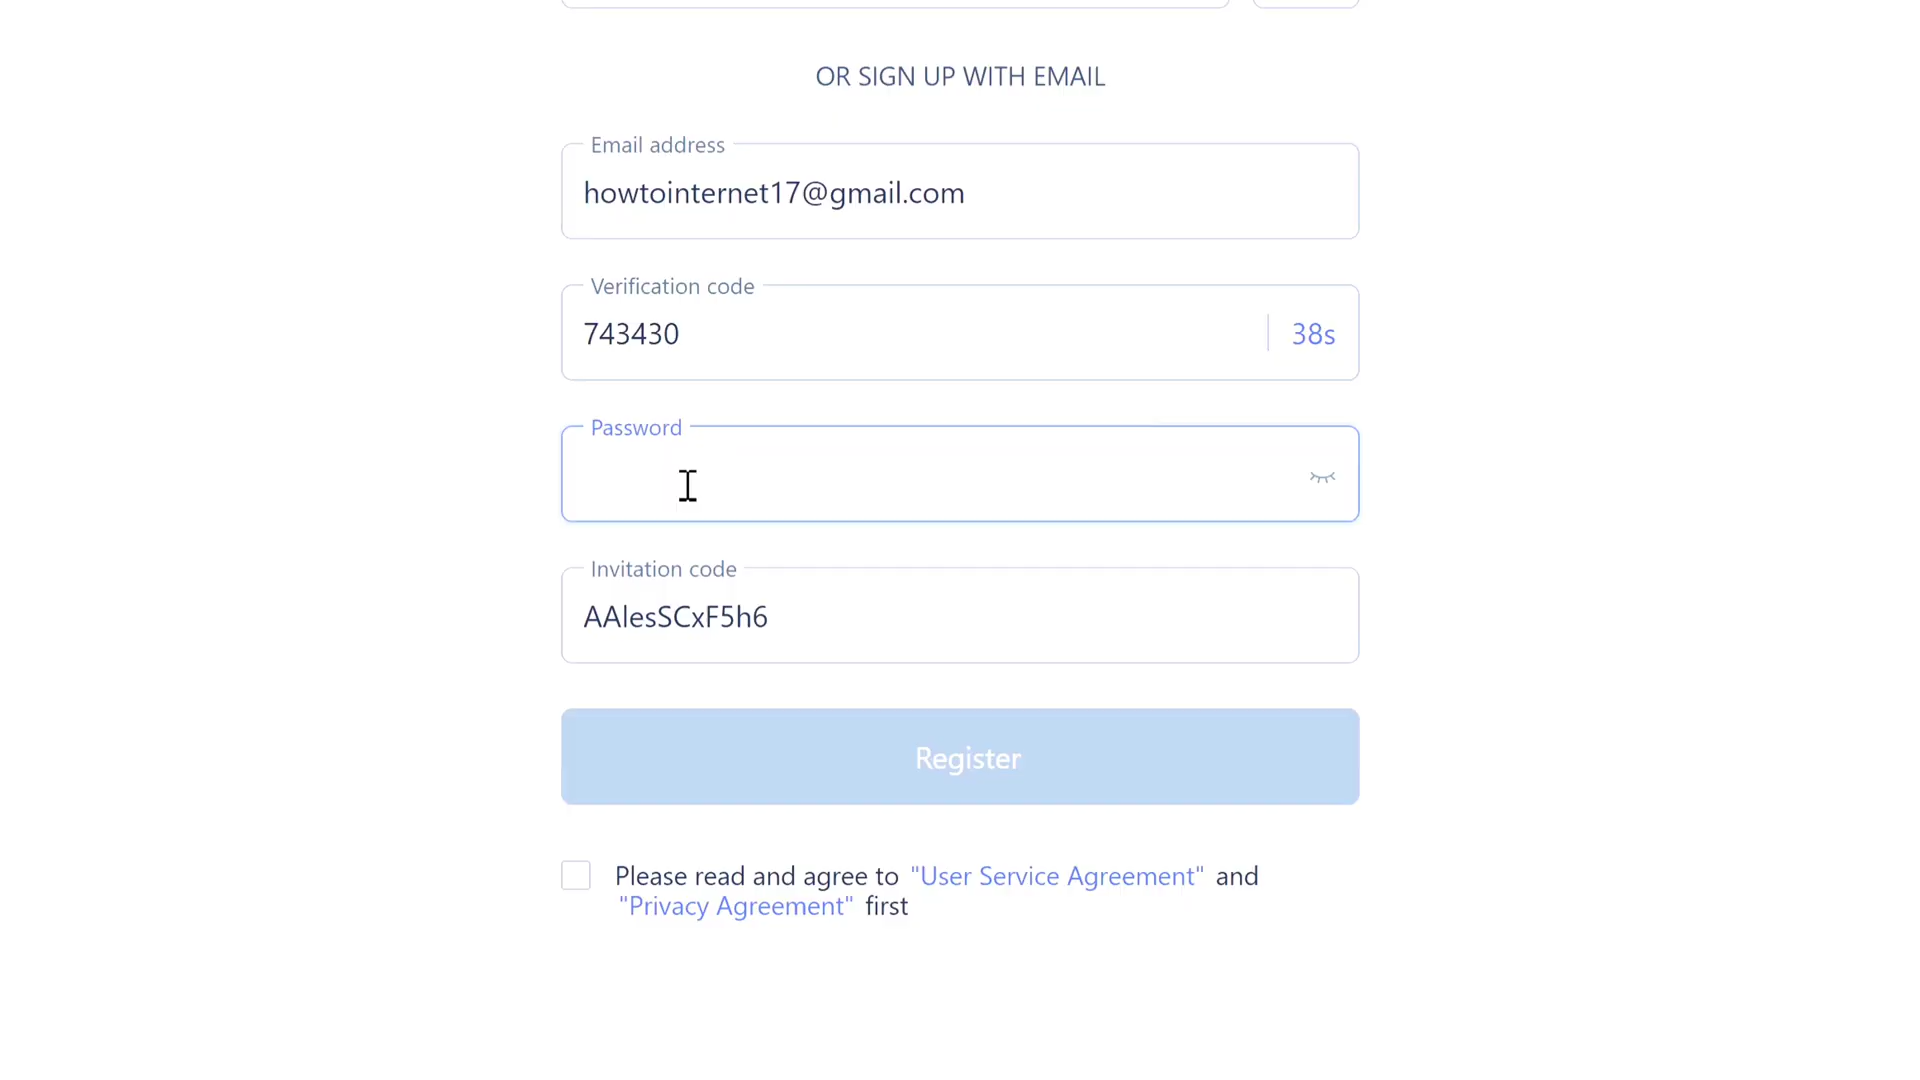 OR SIGN UP WITH EMAIL
Email address
howtointernet17@gmail.com
Verification code
743430
38s
Password
Invitation code
AAlesSCxF5h6
Register
Please read and agree to "User Service Agreement" and
"Privacy Agreement" first